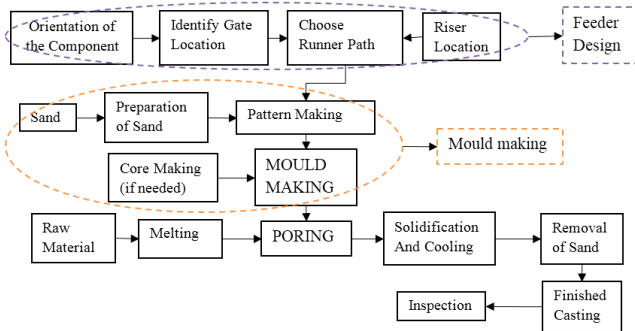 Orientation of
the Component
Identify Gate
Location
Choose
Runner Path
Riser
Location
Feeder
Design
Sand
Preparation
of Sand
Pattern Making
Mould making
Core Making
(if needed)
MOULD
MAKING
Raw
Material
Melting
PORING
Solidification
And Cooling
Removal
of Sand
Inspection
Finished
Casting